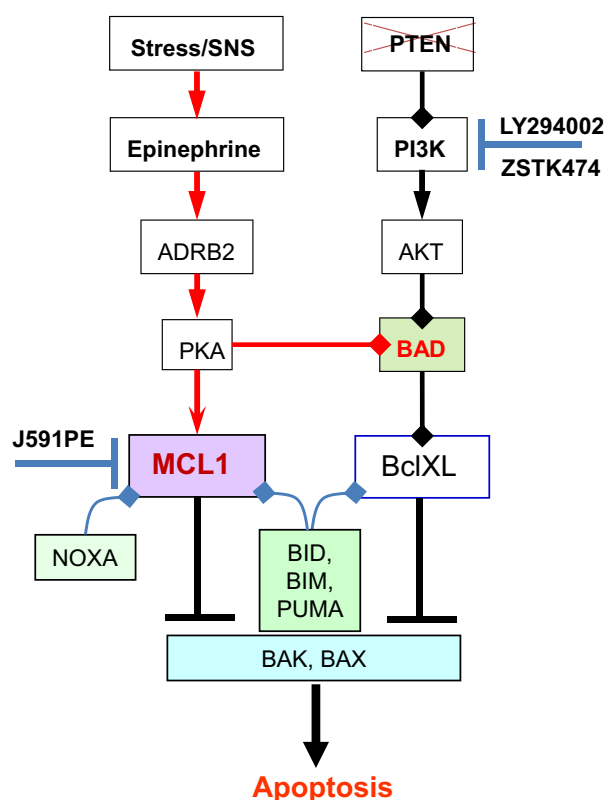 Stress/SNS
PTEN
Epinephrine
PI3K
LY294002
ZSTK474
ADRB2
AKT
PKA
BAD
J591PE
MCL1
BclXL
NOXA
BID,
BIM,
PUMA
BAK, BAX
Apoptosis